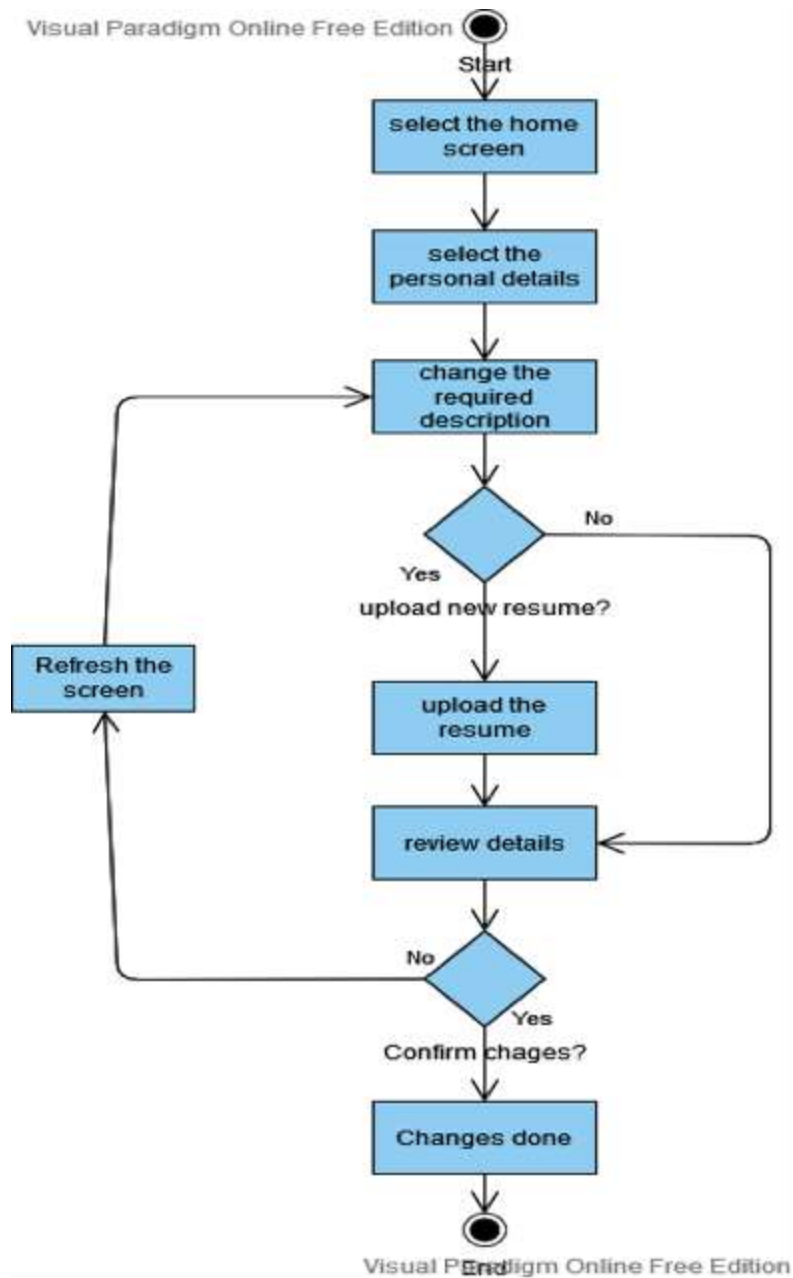 Visual Paradigm Online Free Edition
Start
select the home
screen
select the
personal details
change the
required
description
No
Yes
upload new resume?
Refresh the
screen
upload the
resume
review details
No
Yes
Confirm chages?
Changes done
End
Visual Paradigm Online Free Edition